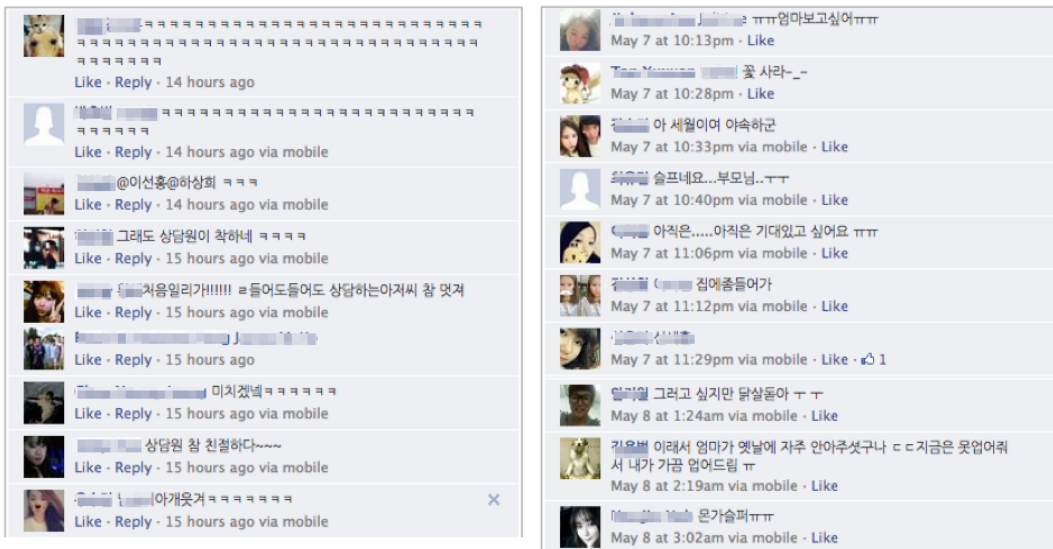 ㅋㅋㅋㅋㅋㅋㅋㅋㅋㅋㅋㅋㅋㅋㅋㅋㅋㅋㅋㅋㅋㅋ
ㅋㅋㅋㅋㅋㅋㅋㅋㅋㅋㅋㅋㅋㅋㅋㅋㅋㅋㅋㅋㅋㅋㅋㅋㅋㅋ
ㅋㅋㅋㅋㅋㅋ
Like · Reply · 14 hours ago
ㅋㅋㅋㅋㅋㅋㅋㅋㅋㅋㅋㅋㅋㅋㅋㅋㅋㅋㅋㅋㅋ
ㅋㅋㅋㅋㅋ
Like · Reply · 14 hours ago via mobile
@이선홍@하상희 ㅋㅋㅋ
Like · Reply · 14 hours ago via mobile
그래도 상담원이 착하네 ㅋㅋㅋㅋ
Like · Reply · 15 hours ago via mobile
처음일리가!!!!!! ㄹ들어도들어도 상담하는아저씨 참 멋져
Like · Reply · 15 hours ago via mobile
Like · Reply · 15 hours ago
미치겠넼ㅋㅋㅋㅋㅋㅋ
Like · Reply · 15 hours ago via mobile
상담원 참 친절하다~~~
Like · Reply · 15 hours ago via mobile
아개웃겨ㅋㅋㅋㅋㅋㅋㅋ
Like · Reply · 15 hours ago via mobile
ㅠㅠ엄마보고싶어ㅠㅠ
May 7 at 10:13pm · Like
꽃 사라-_-
May 7 at 10:28pm · Like
아 세월이여 야속하군
May 7 at 10:33pm via mobile · Like
슬프네요...부모님..ㅜㅜ
May 7 at 10:40pm via mobile · Like
아직은.....아직은 기대있고 싶어요 ㅠㅠ
May 7 at 11:06pm via mobile · Like
집에좀들어가
May 7 at 11:12pm via mobile · Like
May 7 at 11:29pm via mobile · Like · 1
그러고 싶지만 닭살돋아 ㅜ ㅜ
May 8 at 1:24am via mobile · Like
이래서 엄마가 옛날에 자주 안아주셧구나 ㄷㄷ지금은 못업어줘
서 내가 가끔 업어드림 ㅠ
May 8 at 2:19am via mobile · Like
몬가슬퍼ㅠㅠㅠ
May 8 at 3:02am via mobile · Like